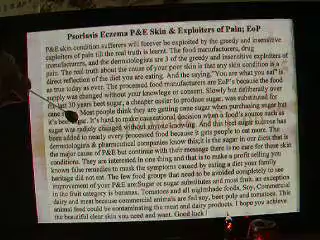 Psoriasis Eczema P&E Skin & Exploiters of Pain; EoP
P&E skin condition sufferers will forever be exploited by the greedy and insensitive
exploiters of pain till the real truth is learnt. The food manufacturers, drug
manufacturers, and the dermatologists are 3 of the greedy and insensitive exploiters of
pain. The real truth about the cause of your poor skin is that any skin condition is a
direct reflection of the diet you are eating. And the saying, "You are what you eat" is
as true today as ever. The processed food manufacturers are EoP's because the food
supply was changed without your knowledge or consent. Slowly but deliberately over
the last 30 years beet sugar, a cheaper sweetener to produce sugar, was substituted for
cane Most people think they are getting cane sugar when purchasing sugar but
it's beet sugar. It's hard to make a rational decision when a food's source such as
sugar was radically changed without anyone knowing. And this beet sugar has
been added to nearly every processed food because it gets people to eat more. The
dermatologists & pharmaceutical companies know this; it is the sugar in our diets that is
the major cause of P&E but continue with their message there is no cure for these skin
conditions. They are interested in one thing and that is to make a profit selling you
known false remedies to mask the symptoms caused by eating a diet your family
heritage did not eat. The few food groups that need to be avoided completely to see
improvement of your P&E are: Sugar or sugar substitutes and most fruit, an exception
in the fruit category is bananas. Tomatoes and all nightshade foods, Soy, Commercial
dairy and meat because commercial animals are fed soy, beet pulp and tomatoes. This
animal feed could be contaminating the meat and dairy products. I hope you achieve
the beautiful clear skin you need and want. Good luck!